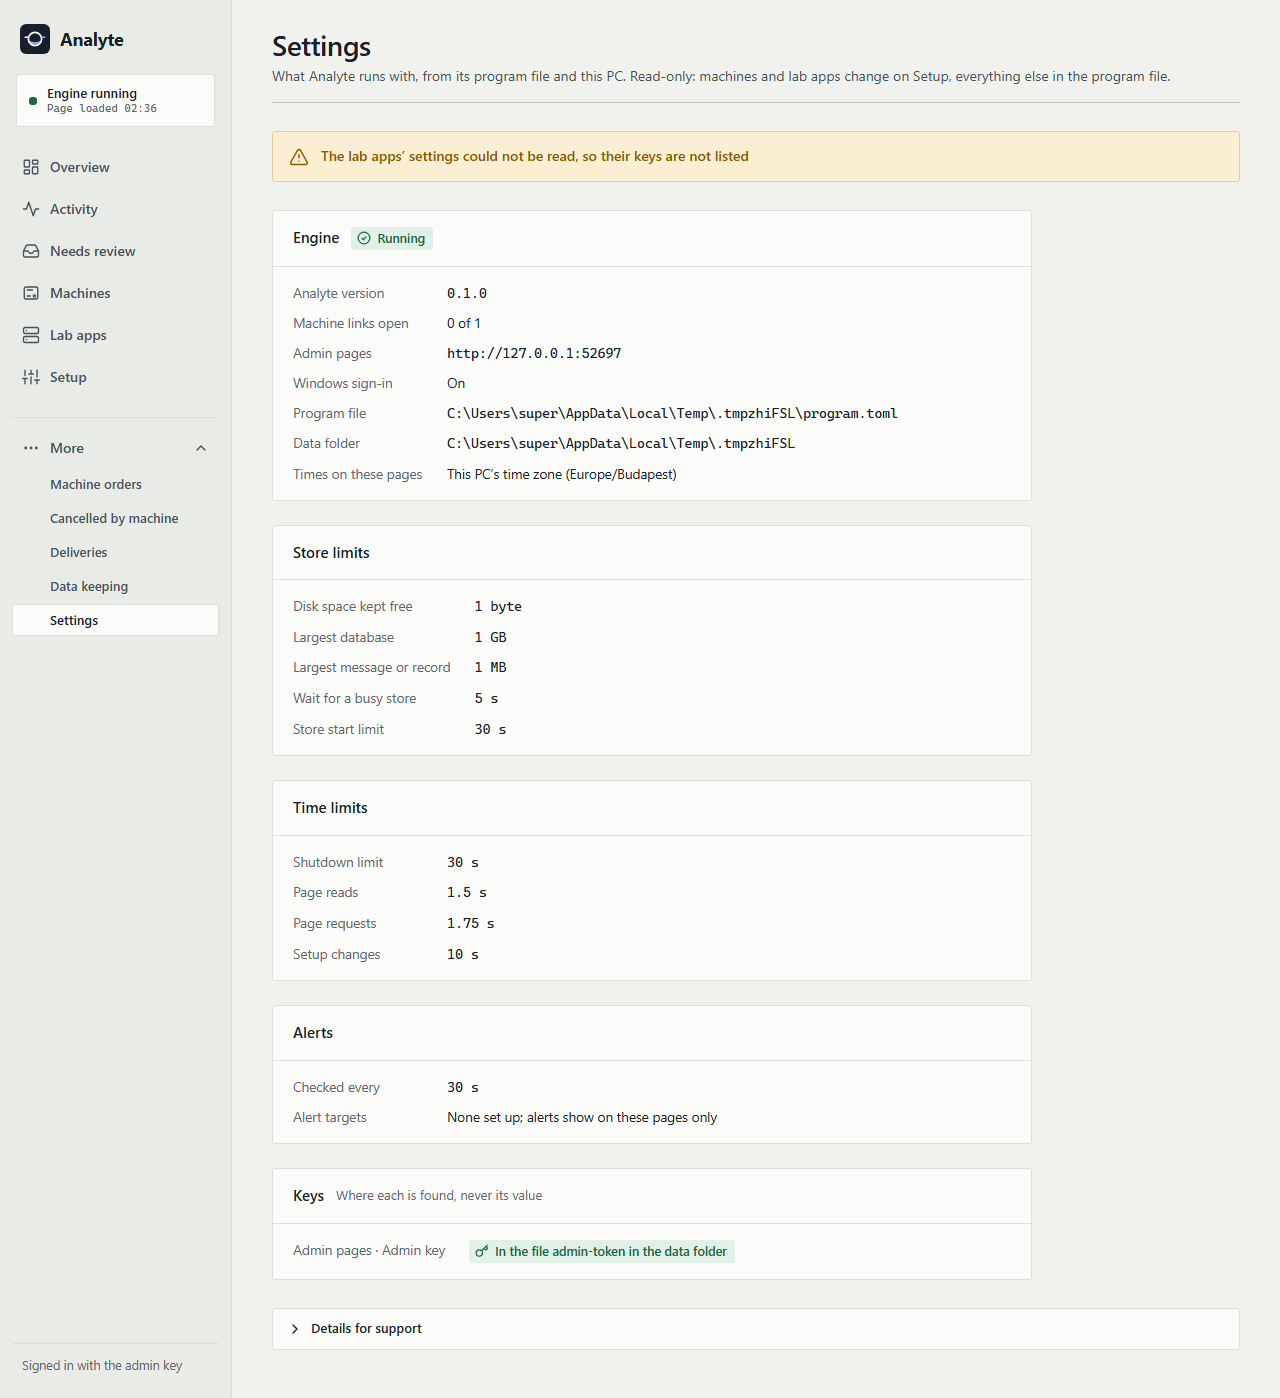 Analyte
Engine running
Page loaded 02:36
Overview
Activity
Needs review
Machines
Lab apps
Setup
More
Machine orders
Cancelled by machine
Deliveries
Data keeping
Settings
Signed in with the admin key
Settings
What Analyte runs with, from its program file and this PC. Read-only: machines and lab apps change on Setup, everything else in the program file.
The lab apps’ settings could not be read, so their keys are not listed
Engine Running
Analyte version 0.1.0
Machine links open 0 of 1
Admin pages http://127.0.0.1:52697
Windows sign-in On
Program file C:\Users\super\AppData\Local\Temp\.tmpzhiFSL\program.toml
Data folder C:\Users\super\AppData\Local\Temp\.tmpzhiFSL
Times on these pages This PC’s time zone (Europe/Budapest)
Store limits
Disk space kept free 1 byte
Largest database 1 GB
Largest message or record 1 MB
Wait for a busy store 5 s
Store start limit 30 s
Time limits
Shutdown limit 30 s
Page reads 1.5 s
Page requests 1.75 s
Setup changes 10 s
Alerts
Checked every 30 s
Alert targets None set up; alerts show on these pages only
Keys Where each is found, never its value
Admin pages · Admin key In the file admin-token in the data folder
Details for support